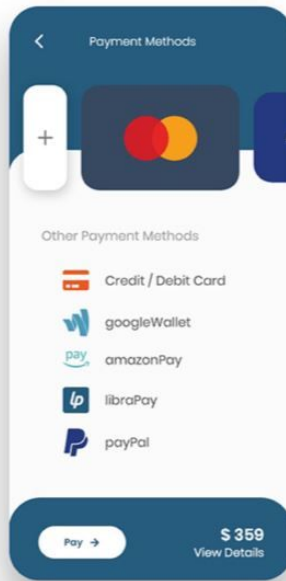 Payment Methods
+
Other Payment Methods
Credit / Debit Card
googleWallet
pay
amazonPay
lp
libraPay
payPal
Pay →
$ 359
View Details